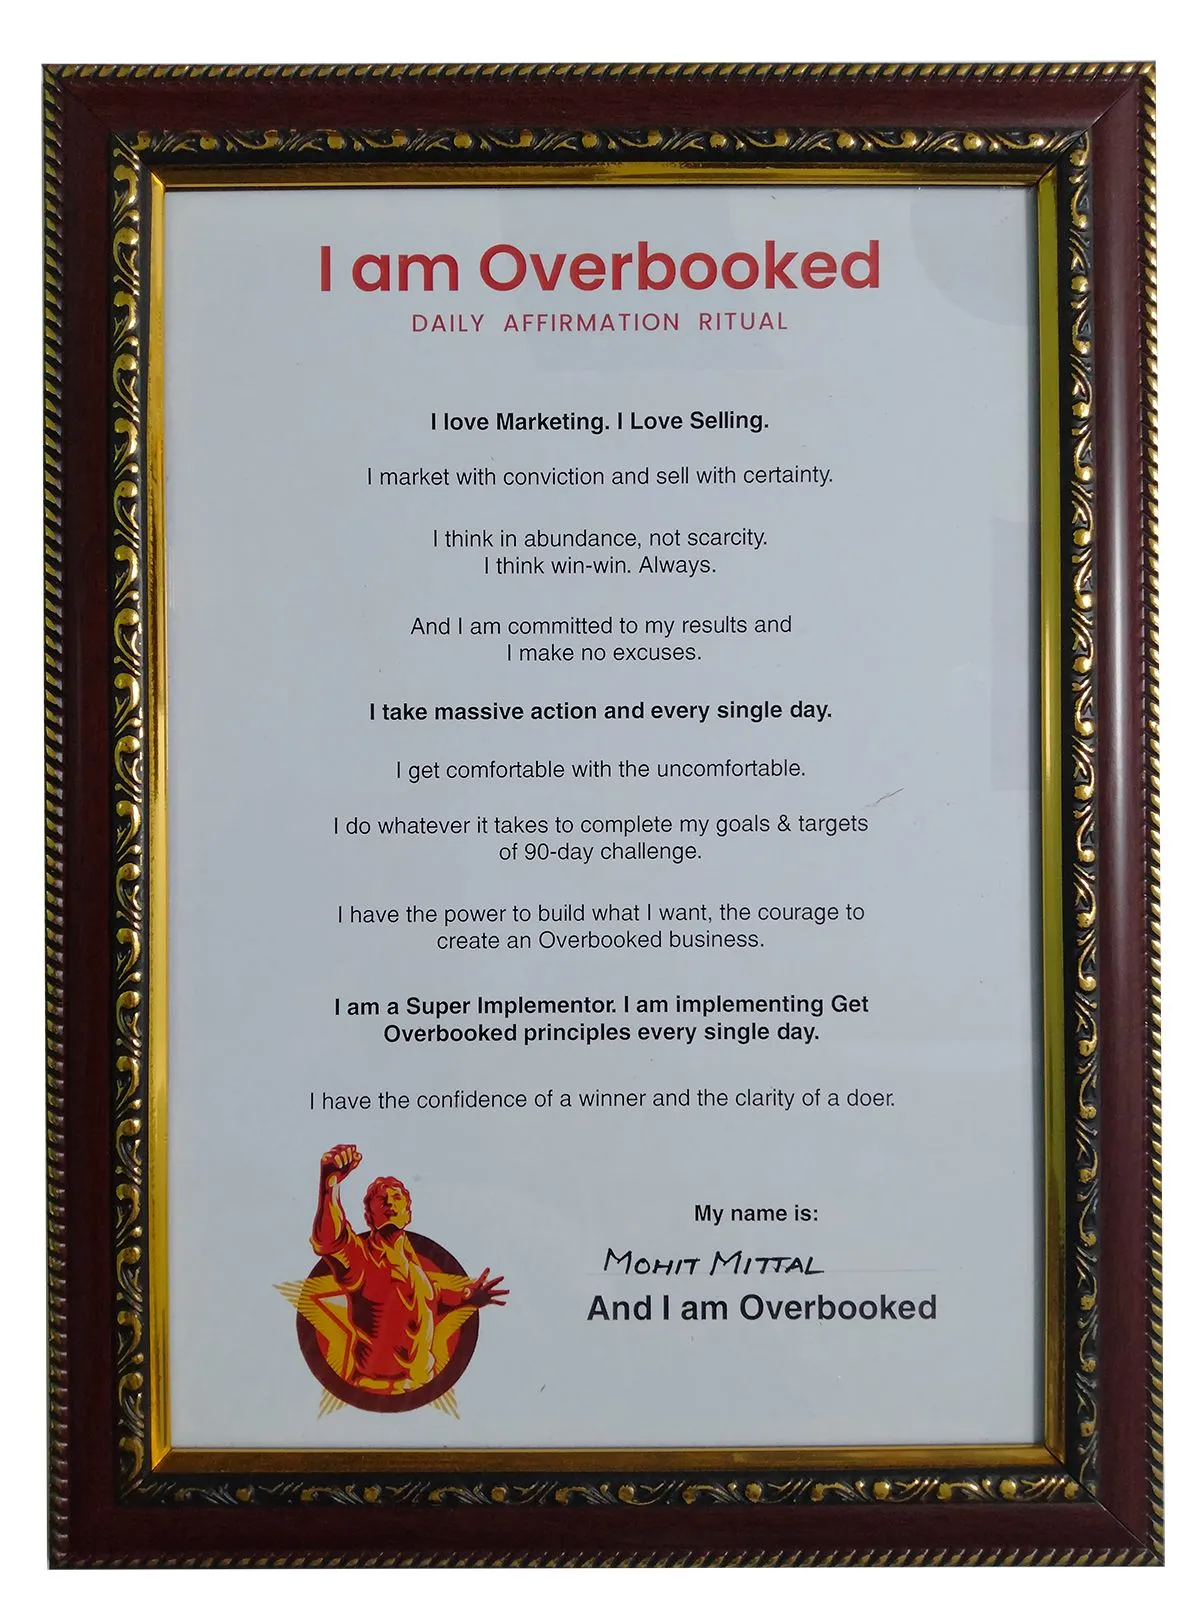 I am Overbooked
DAILY AFFIRMATION RITUAL
I love Marketing. I Love Selling.
I market with conviction and sell with certainty.
I think in abundance, not scarcity.
I think win-win. Always.
And I am committed to my results and
I make no excuses.
I take massive action and every single day.
I get comfortable with the uncomfortable.
I do whatever it takes to complete my goals & targets
of 90-day challenge.
I have the power to build what I want, the courage to
create an Overbooked business.
I am a Super Implementor. I am implementing Get
Overbooked principles every single day.
I have the confidence of a winner and the clarity of a doer.
My name is:
MOHIT MITTAL
And I am Overbooked